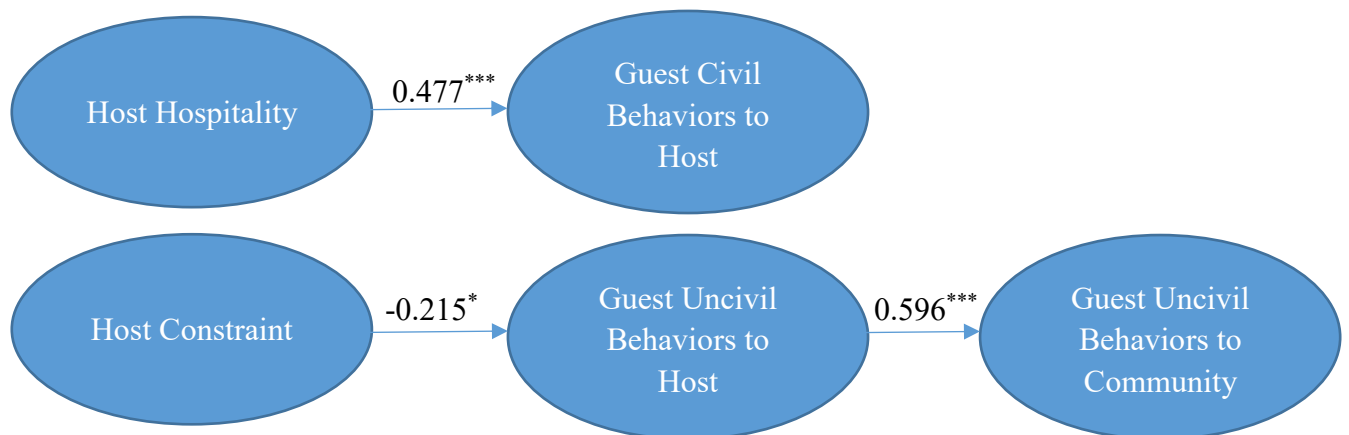 Host Hospitality
0.477***
Guest Civil
Behaviors to
Host
Host Constraint
-0.215*
Guest Uncivil
Behaviors to
Host
0.596***
Guest Uncivil
Behaviors to
Community